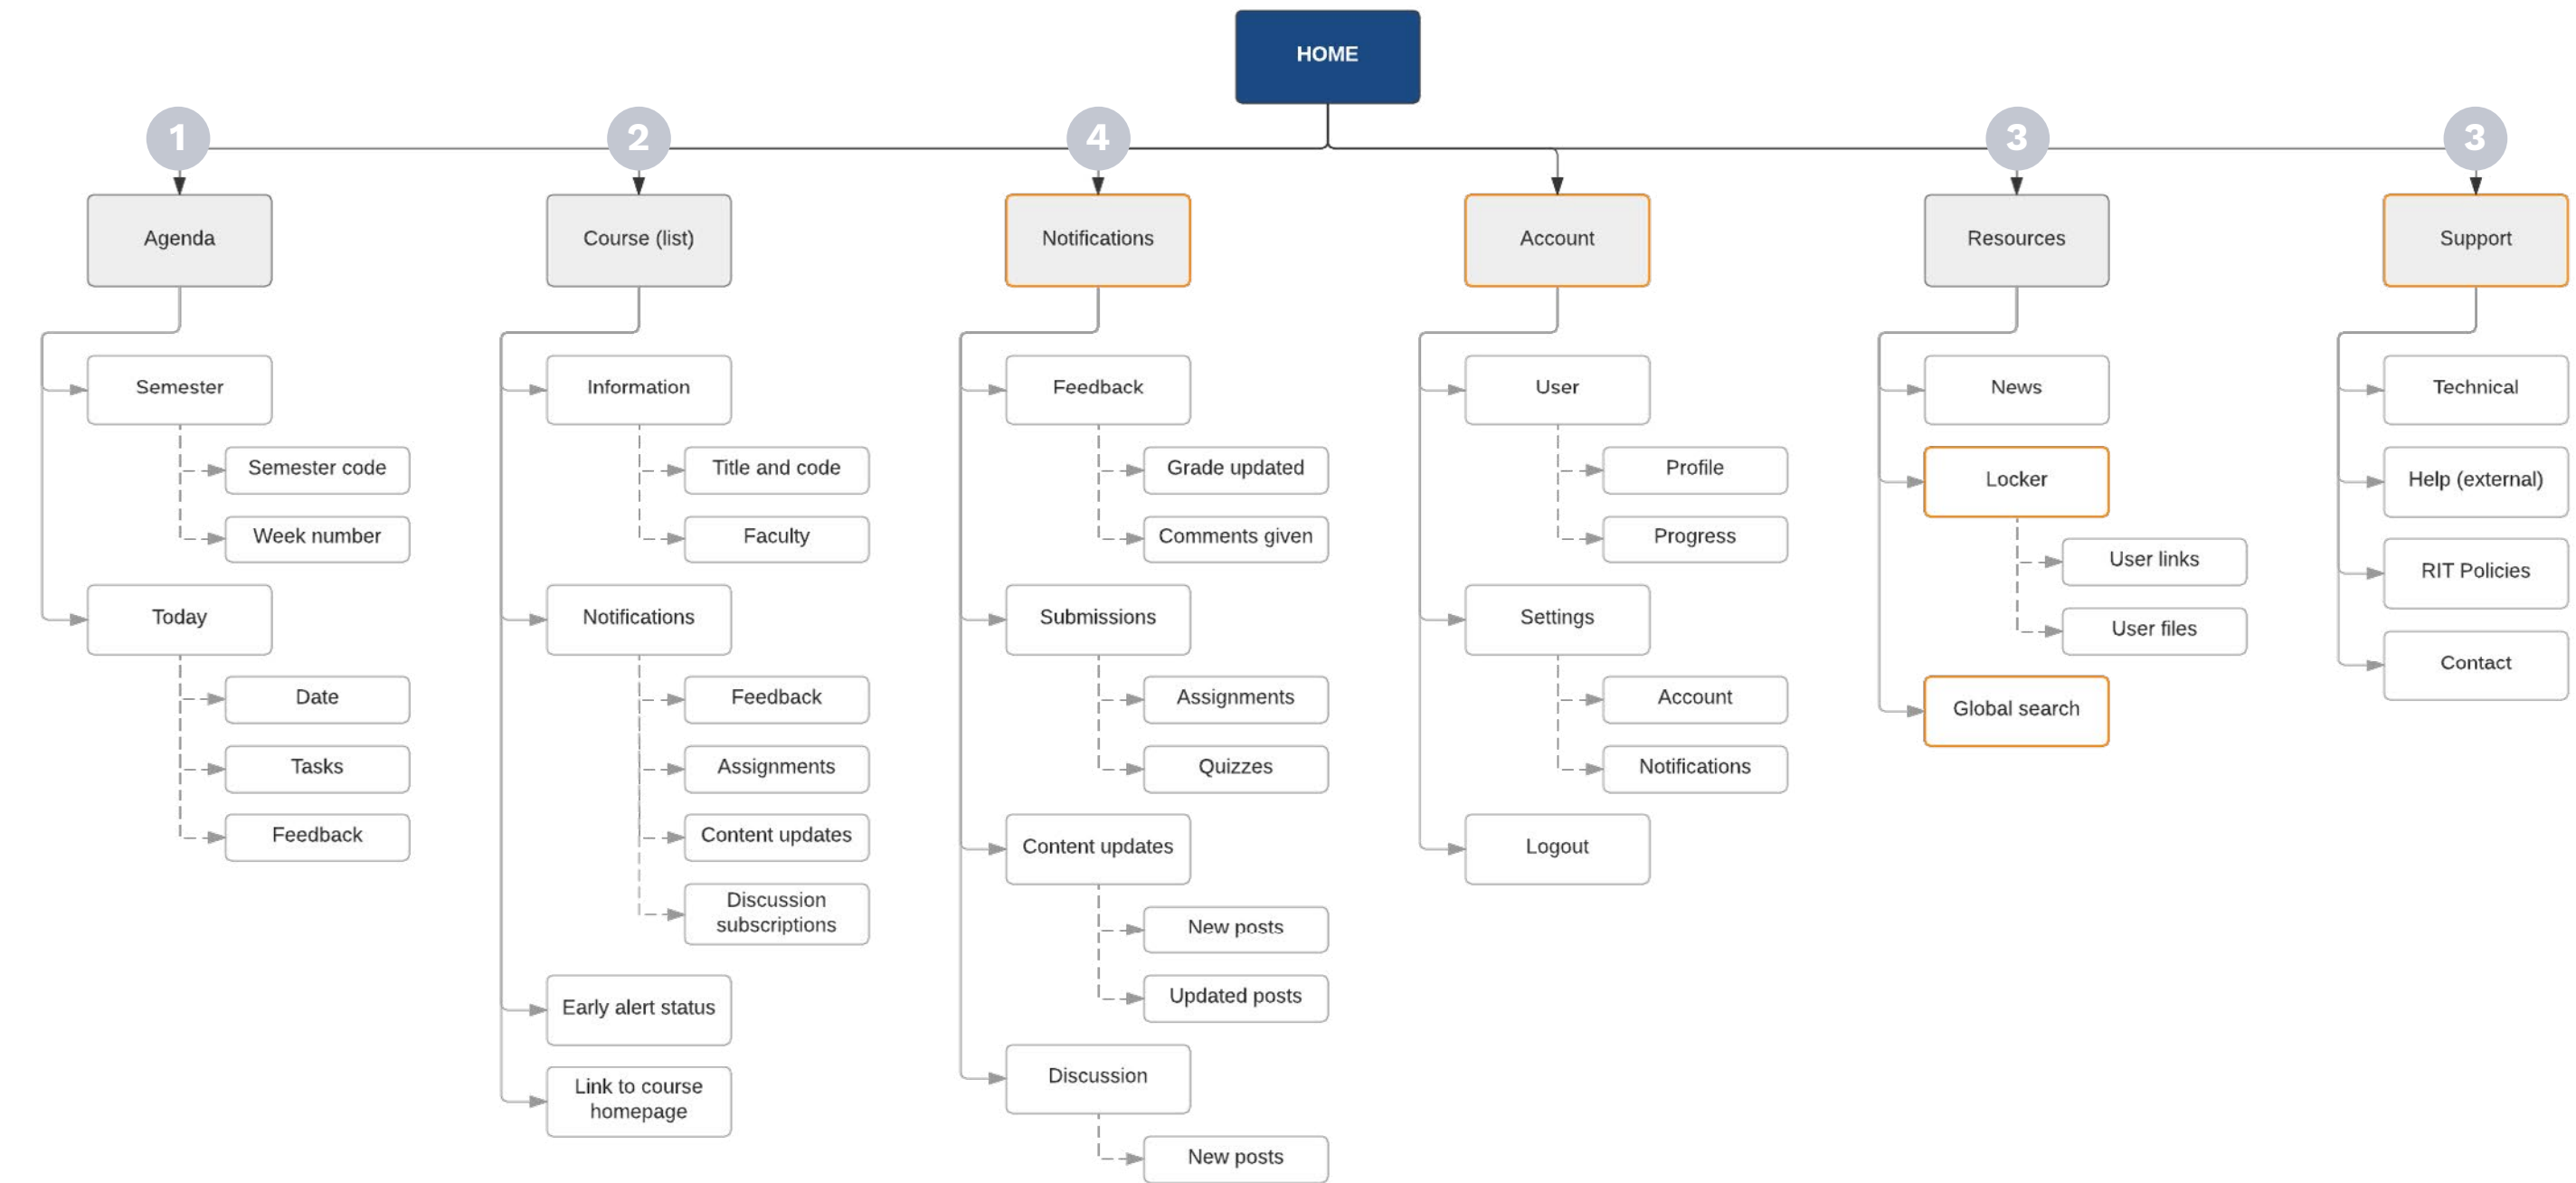 HOME
1
2
4
3
3
Agenda
Course (list)
Notifications
Account
Resources
Support
Semester
Semester code
Week number
Today
Date
Tasks
Feedback
Information
Title and code
Faculty
Notifications
Feedback
Assignments
Content updates
Discussion
subscriptions
Early alert status
Link to course
homepage
Feedback
Grade updated
Comments given
Submissions
Assignments
Quizzes
Content updates
New posts
Updated posts
Discussion
New posts
User
Profile
Progress
Settings
Account
Notifications
Logout
News
Locker
User links
User files
Global search
Technical
Help (external)
RIT Policies
Contact